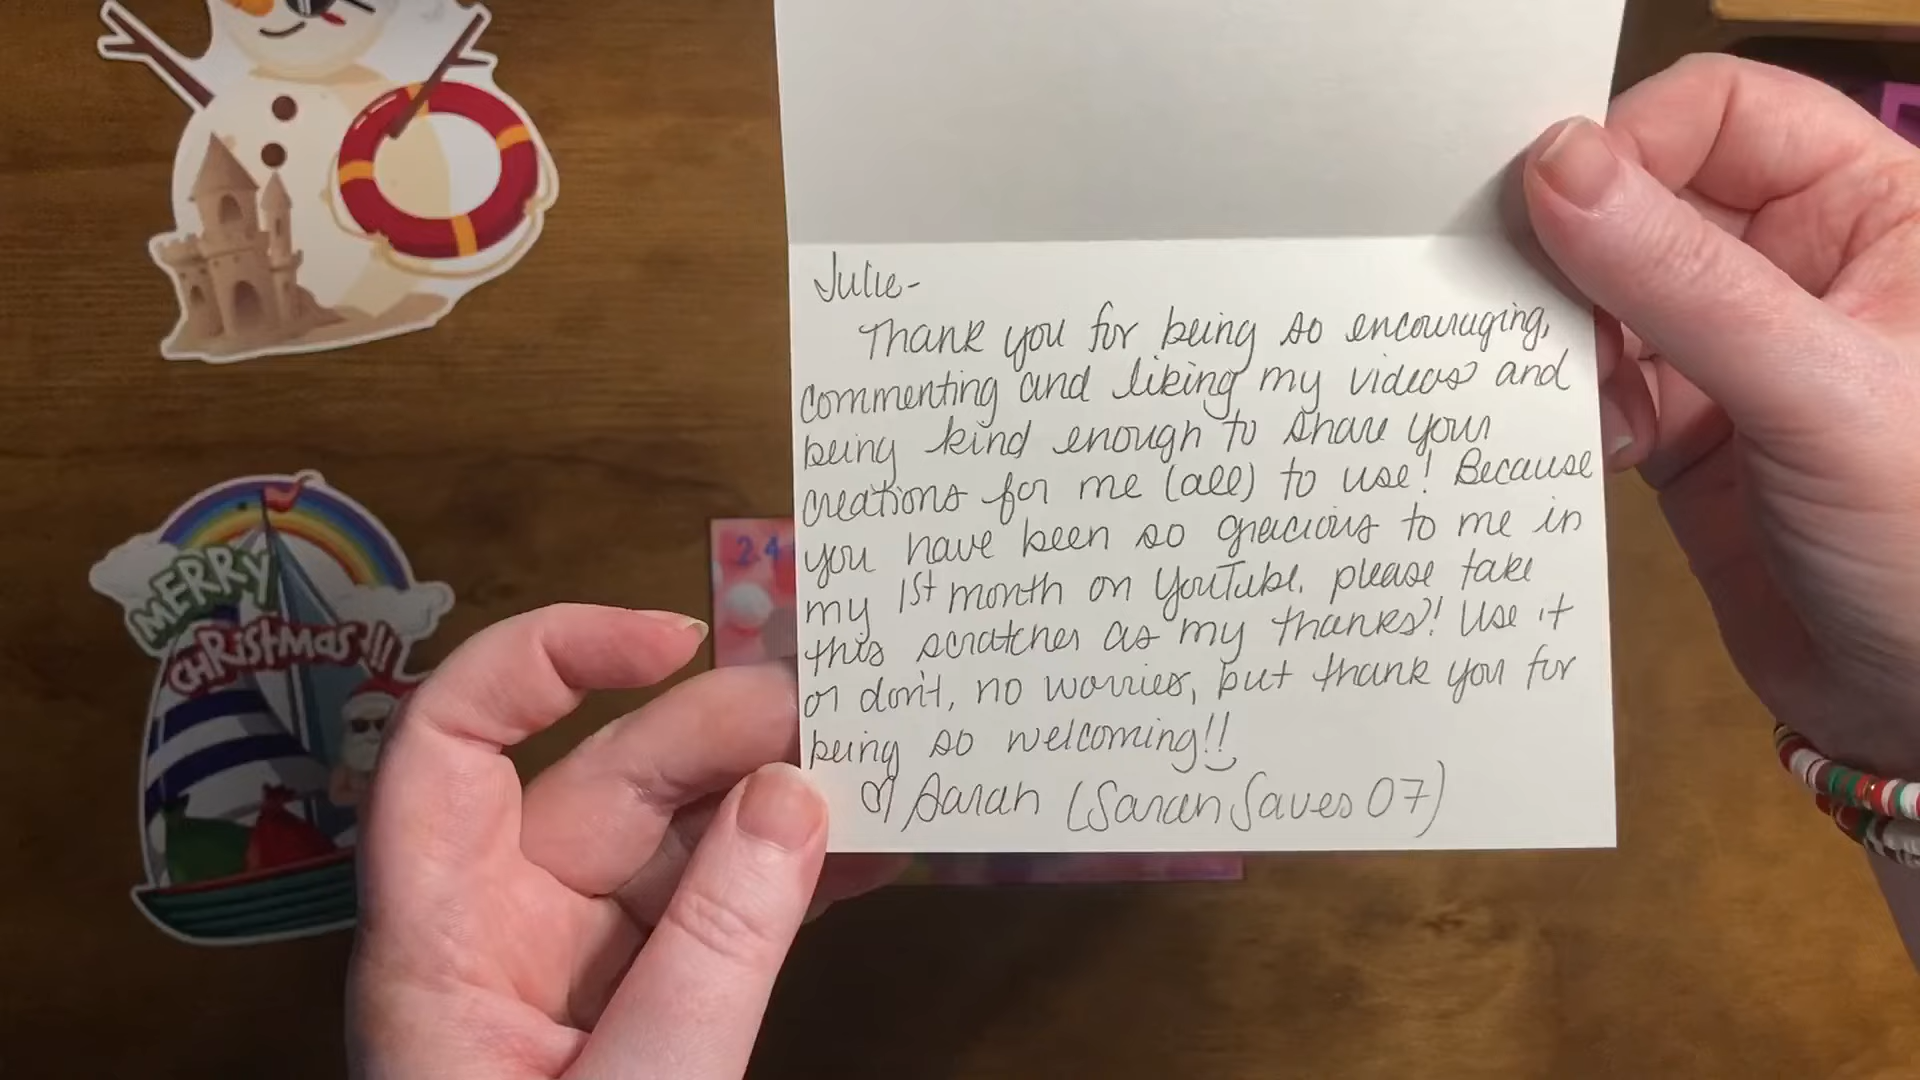 Julie-
Thank you for being so encouraging,
commenting and liking my videos and
being kind enough to share your
creations for me (all) to use! Because
you have been so gracious to me in
my 1st month on YouTube, please take
this scratcher as my thanks! Use it
or don't, no worries, but thank you for
being so welcoming!!
♡ Sarah (SarahSaves07)
MERRY
CHRISTMAS!!!
2.4